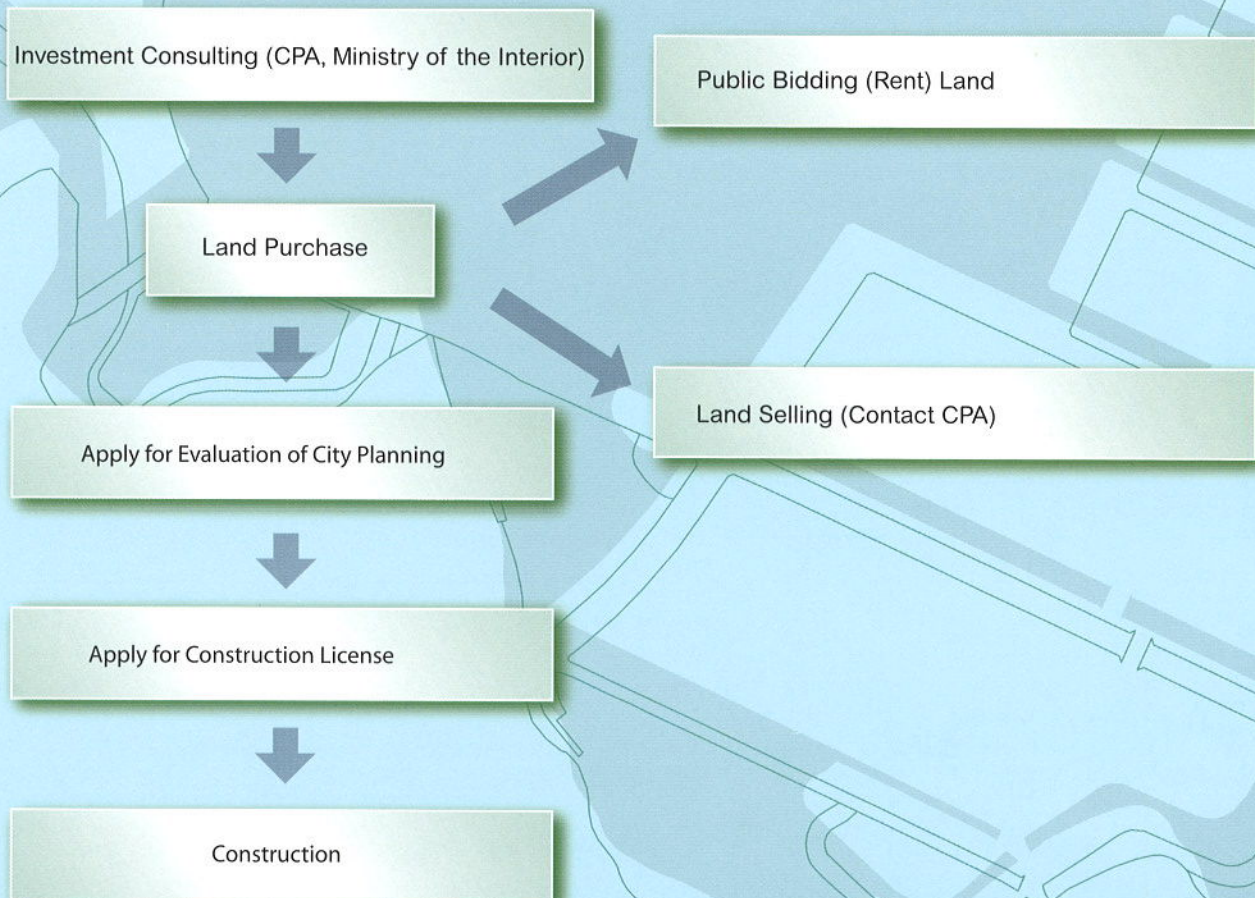 Investment Consulting (CPA, Ministry of the Interior)
Public Bidding (Rent) Land
Land Purchase
Land Selling (Contact CPA)
Apply for Evaluation of City Planning
Apply for Construction License
Construction